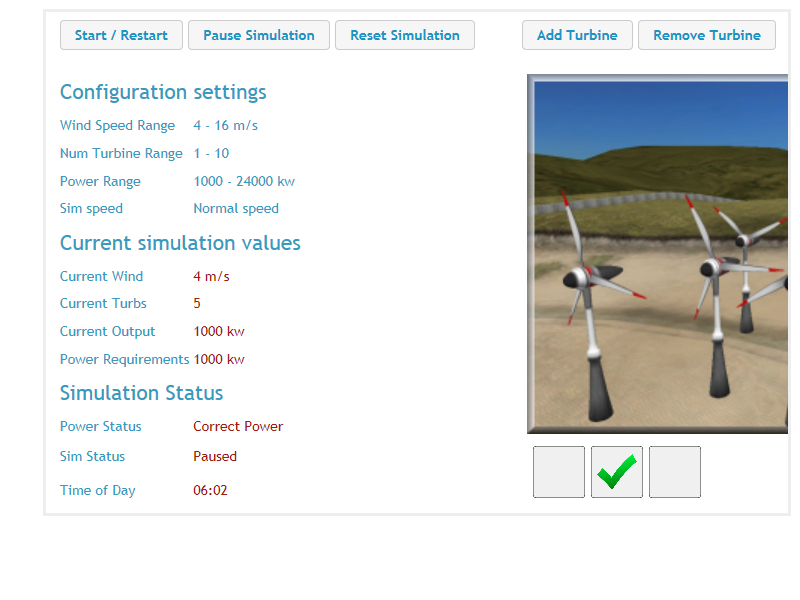 Start / Restart Pause Simulation Reset Simulation Add Turbine Remove Turbine
Configuration settings
Wind Speed Range 4 - 16 m/s
Num Turbine Range 1 - 10
Power Range 1000 - 24000 kw
Sim speed Normal speed
Current simulation values
Current Wind 4 m/s
Current Turbs 5
Current Output 1000 kw
Power Requirements 1000 kw
Simulation Status
Power Status Correct Power
Sim Status Paused
Time of Day 06:02